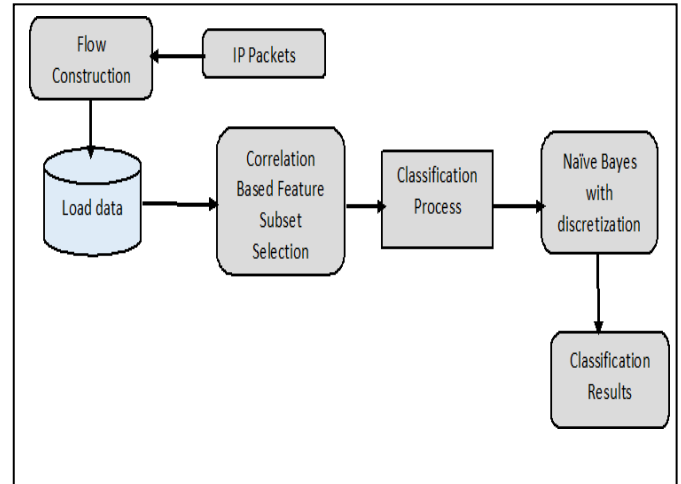 Flow
Construction
IP Packets
Load data
Correlation
Based Feature
Subset
Selection
Classification
Process
Naïve Bayes
with
discretization
Classification
Results